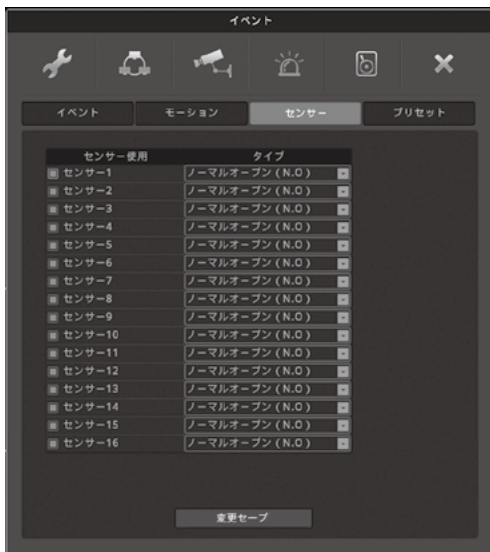 イベント
イベント モーション センサー プリセット
センサー使用 タイプ
センサー1 ノーマルオープン ( N.O )
センサー2 ノーマルオープン ( N.O )
センサー3 ノーマルオープン ( N.O )
センサー4 ノーマルオープン ( N.O )
センサー5 ノーマルオープン ( N.O )
センサー6 ノーマルオープン ( N.O )
センサー7 ノーマルオープン ( N.O )
センサー8 ノーマルオープン ( N.O )
センサー9 ノーマルオープン ( N.O )
センサー10 ノーマルオープン ( N.O )
センサー11 ノーマルオープン ( N.O )
センサー12 ノーマルオープン ( N.O )
センサー13 ノーマルオープン ( N.O )
センサー14 ノーマルオープン ( N.O )
センサー15 ノーマルオープン ( N.O )
センサー16 ノーマルオープン ( N.O )
変更セーブ